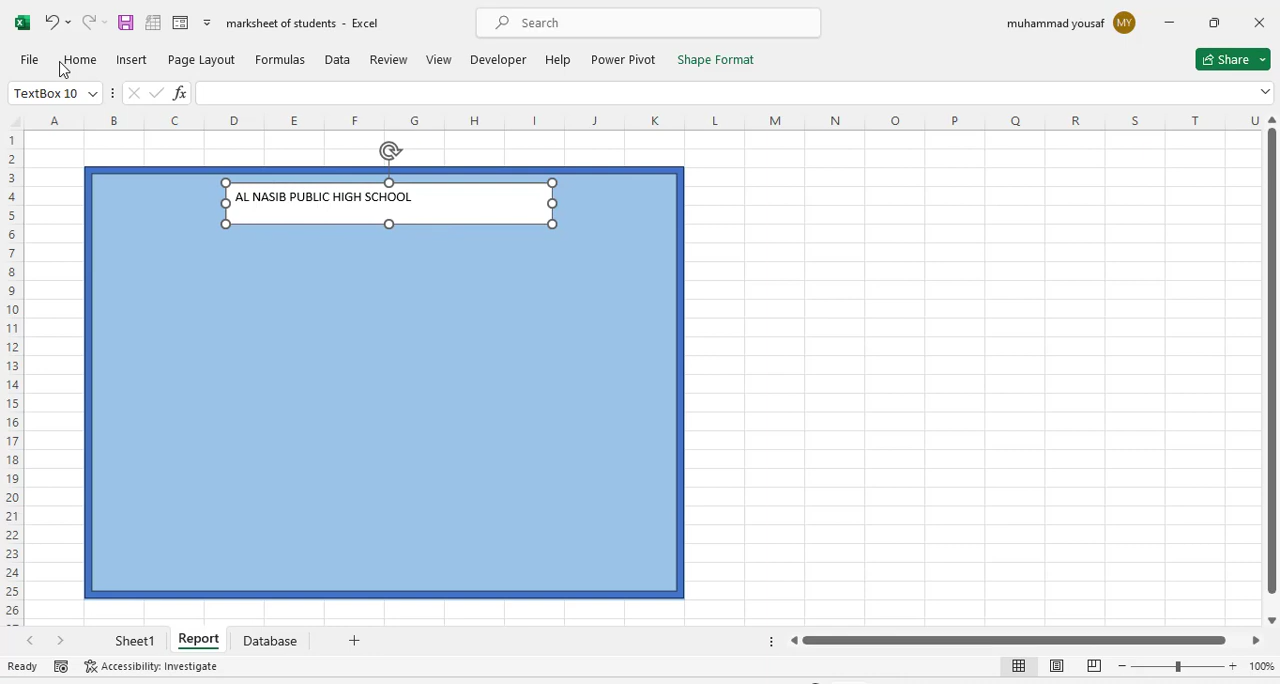 marksheet of students - Excel
Search
muhammad yousaf MY
File Home Insert Page Layout Formulas Data Review View Developer Help Power Pivot Shape Format Share
TextBox 10 fx
A B C D E F G H I J K L M N O P Q R S T U
1
2
3
4 AL NASIB PUBLIC HIGH SCHOOL
5
6
7
8
9
10
11
12
13
14
15
16
17
18
19
20
21
22
23
24
25
26
Sheet1 Report Database
Ready Accessibility: Investigate 100%